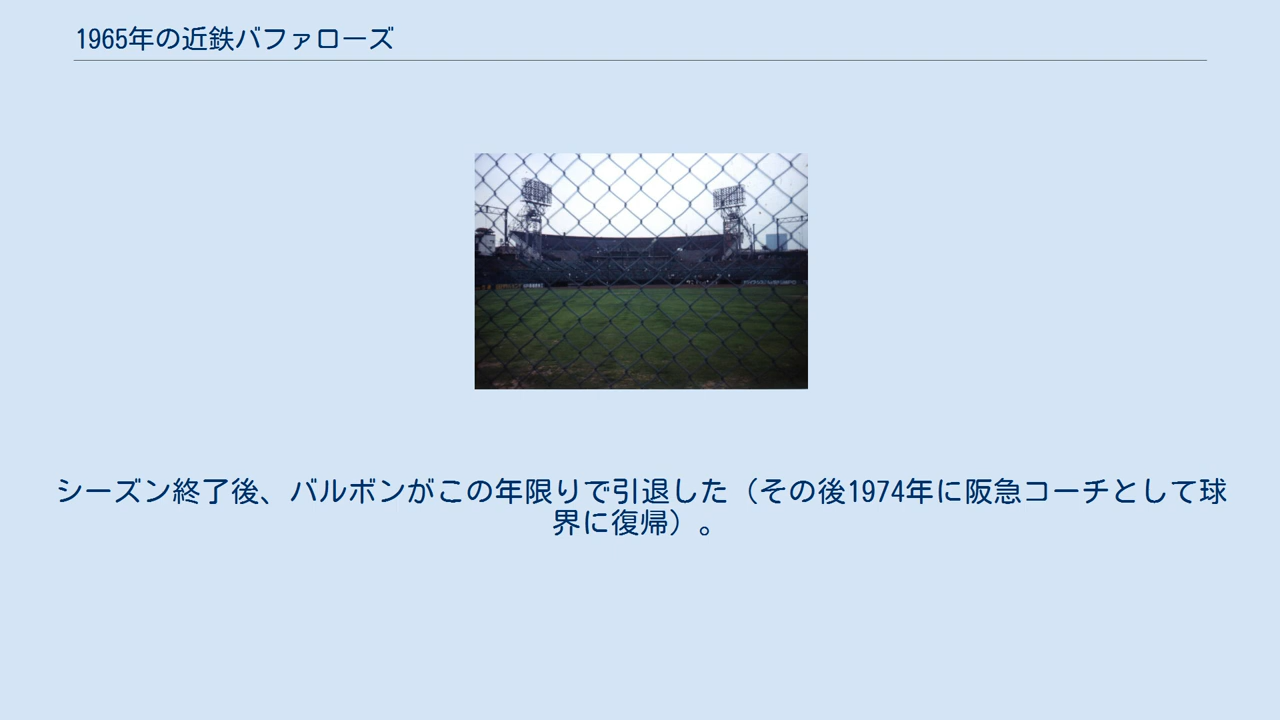 1965年の近鉄バファローズ
シーズン終了後、バルボンがこの年限りで引退した（その後1974年に阪急コーチとして球
界に復帰）。